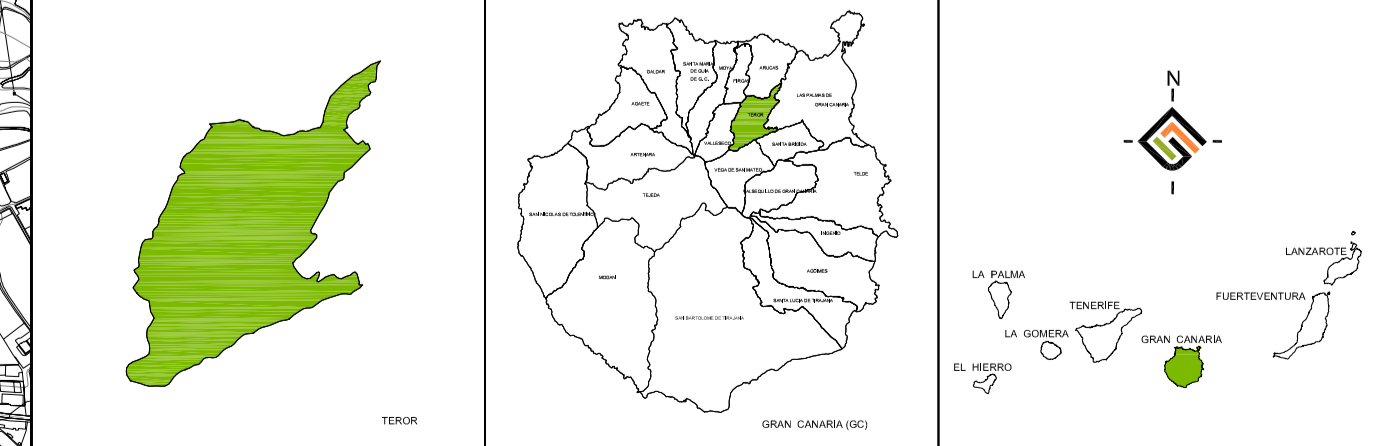 TEROR
GALDAR
SANTA MARIA
DE GUIA
DE G.C.
MOYA
FIRGAS
ARUCAS
LAS PALMAS DE
GRAN CANARIA
AGAETE
TEROR
VALLESECO
SANTA BRIGIDA
ARTENARA
VEGA DE SAN MATEO
TELDE
TEJEDA
VALSEQUILLO DE GRAN CANARIA
SAN NICOLAS DE TOLENTINO
INGENIO
MOGAN
AGÜIMES
SANTA LUCIA DE TIRAJANA
SAN BARTOLOME DE TIRAJANA
GRAN CANARIA (GC)
N
LANZAROTE
LA PALMA
FUERTEVENTURA
TENERIFE
LA GOMERA
GRAN CANARIA
EL HIERRO